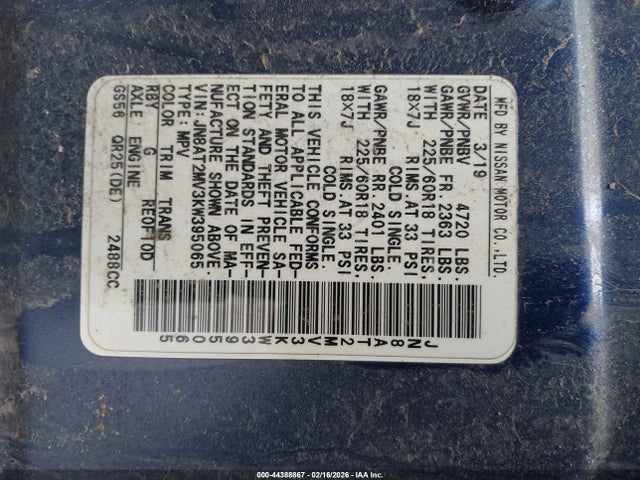 MFD BY NISSAN MOTOR CO.,LTD.
DATE 3/19
GVWR/PNBV 4720 LBS.
GAWR/PNBE FR.2363 LBS.
WITH 225/60R18 TIRES,
18X7J RIMS,AT 33 PSI
COLD SINGLE.
GAWR/PNBE RR.2401 LBS.
WITH 225/60R18 TIRES,
18X7J RIMS,AT 33 PSI
COLD SINGLE.
THIS VEHICLE CONFORMS
TO ALL APPLICABLE FED-
ERAL MOTOR VEHICLE SA-
FETY AND THEFT PREVEN-
TION STANDARDS IN EFF-
ECT ON THE DATE OF MA-
NUFACTURE SHOWN ABOVE.
VIN:JN8AT2MV3KW395065
TYPE:MPV
COLOR TRIM TRANS
RBY G RE0F10D
AXLE ENGINE
GS56 QR25(DE) 2488CC
JN8AT2MV3KW395065
000-44388867 - 02/16/2026 - IAA Inc.